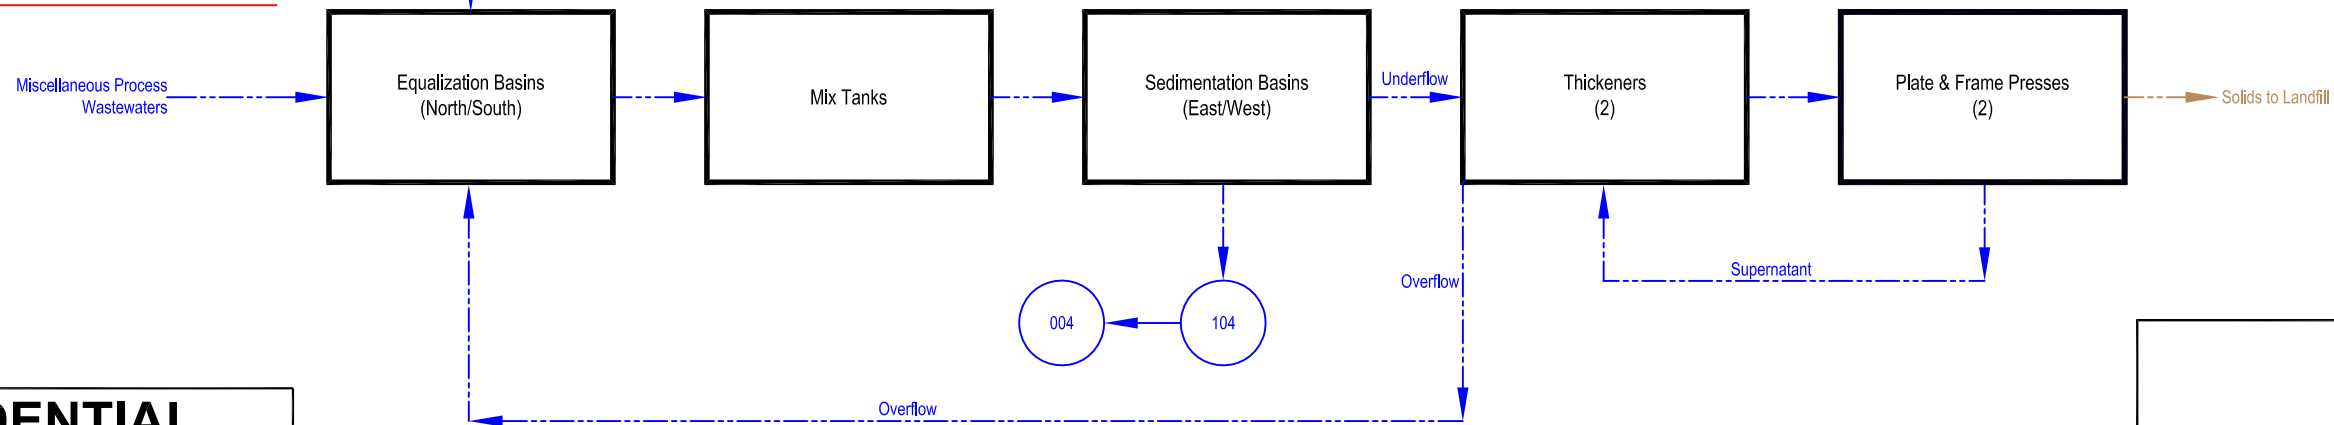 Miscellaneous Process
Wastewaters
Equalization Basins
(North/South)
Mix Tanks
Sedimentation Basins
(East/West)
Underflow
Thickeners
(2)
Plate & Frame Presses
(2)
Solids to Landfill
Supernatant
Overflow
004
104
Overflow